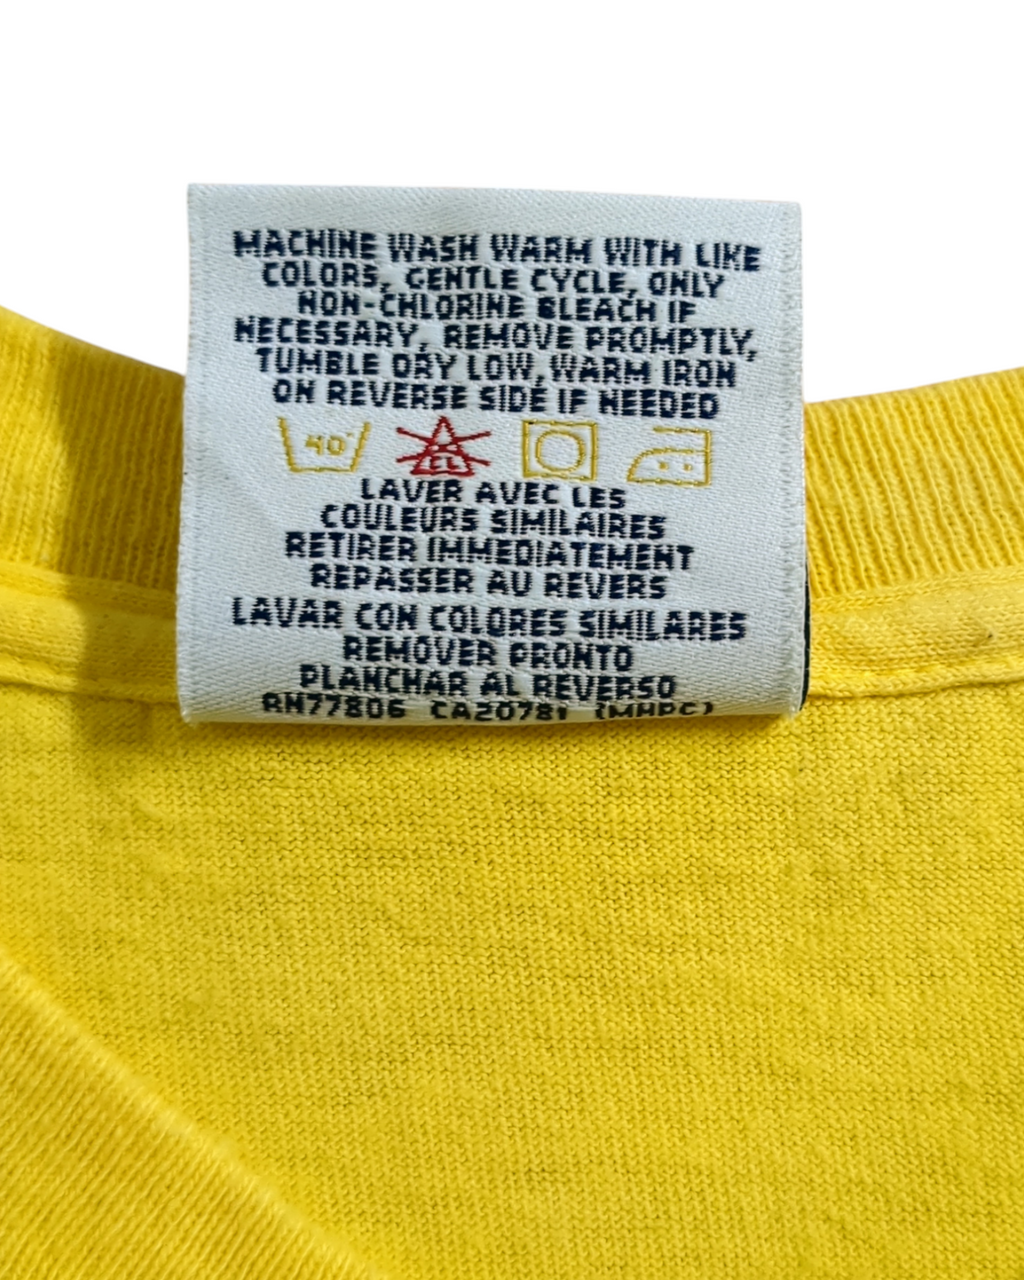 MACHINE WASH WARM WITH LIKE
COLORS, GENTLE CYCLE, ONLY
NON-CHLORINE BLEACH IF
NECESSARY, REMOVE PROMPTLY,
TUMBLE DRY LOW, WARM IRON
ON REVERSE SIDE IF NEEDED
40° CL
LAVER AVEC LES
COULEURS SIMILAIRES
RETIRER IMMEDIATEMENT
REPASSER AU REVERS
LAVAR CON COLORES SIMILARES
REMOVER PRONTO
PLANCHAR AL REVERSO
RN77806 CA20781 (MHPC)